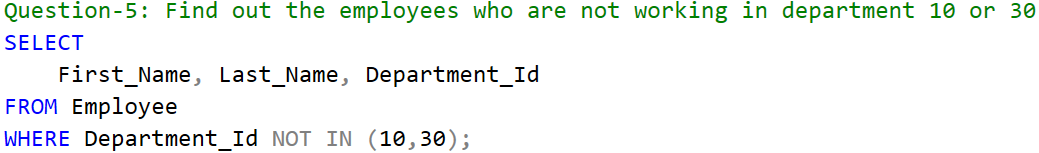 Question-5: Find out the employees who are not working in department 10 or 30
SELECT
    First_Name, Last_Name, Department_Id
FROM Employee
WHERE Department_Id NOT IN (10,30);